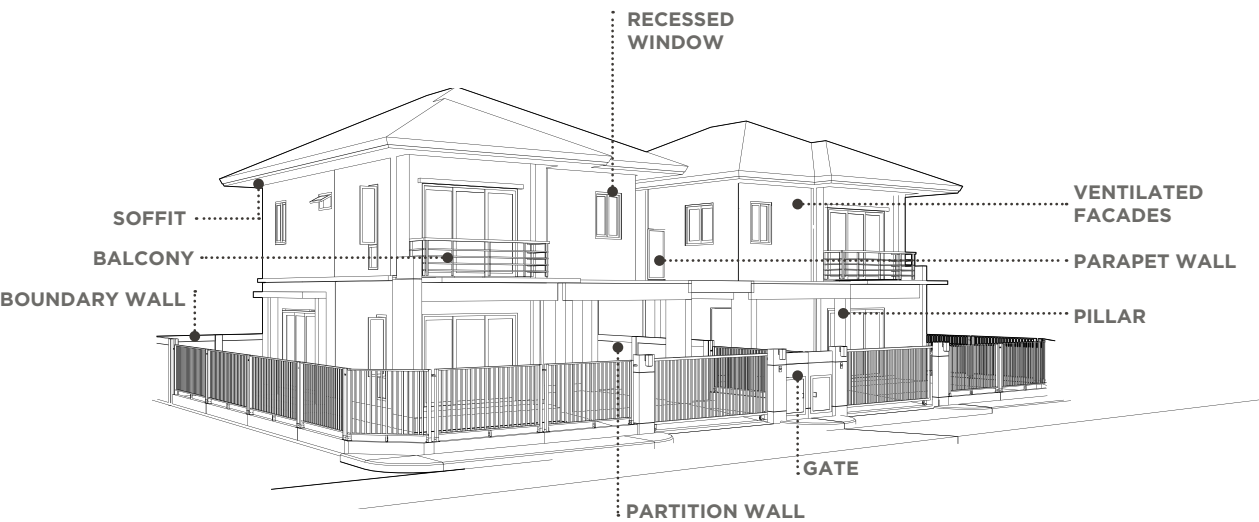 RECESSED
WINDOW
SOFFIT
BALCONY
BOUNDARY WALL
VENTILATED
FACADES
PARAPET WALL
PILLAR
GATE
PARTITION WALL